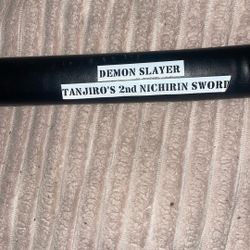 DEMON SLAYER
TANJIRO'S 2nd NICHIRIN SWORD